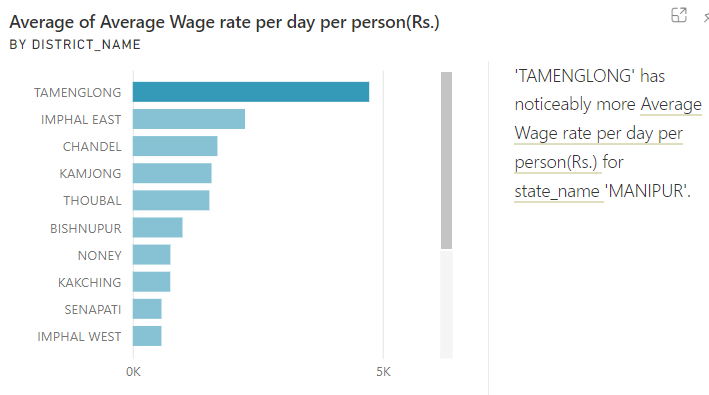 Average of Average Wage rate per day per person(Rs.)
BY DISTRICT_NAME
TAMENGLONG
IMPHAL EAST
CHANDEL
KAMJONG
THOUBAL
BISHNUPUR
NONEY
KAKCHING
SENAPATI
IMPHAL WEST
0K 5K
'TAMENGLONG' has
noticeably more Average
Wage rate per day per
person(Rs.) for
state_name 'MANIPUR'.